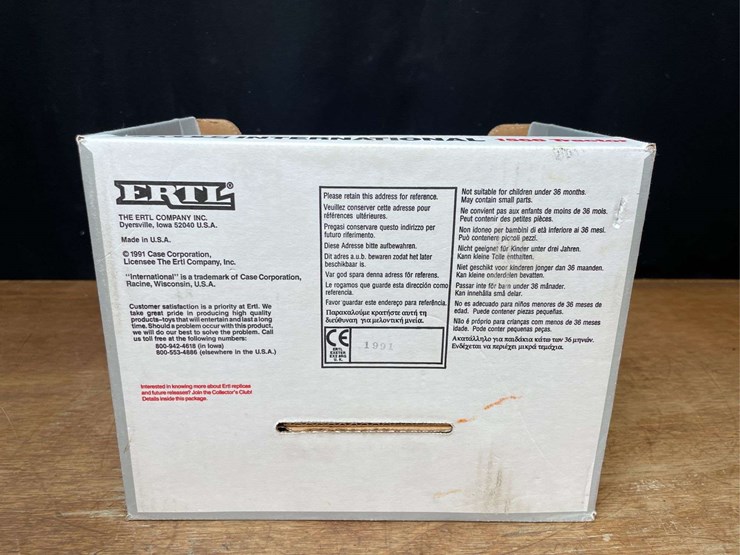 INTERNATIONAL 1566 Tractor
ERTL®
THE ERTL COMPANY INC.
Dyersville, Iowa 52040 U.S.A.
Made in U.S.A.
© 1991 Case Corporation,
Licensee The Ertl Company, Inc.
"International" is a trademark of Case Corporation,
Racine, Wisconsin, U.S.A.
Customer satisfaction is a priority at Ertl. We
take great pride in producing high quality
products–toys that will entertain and last a long
time. Should a problem occur with this product,
we will do our best to solve the problem. Call
us toll free at the following numbers:
800-942-4618 (in Iowa)
800-553-4886 (elsewhere in the U.S.A.)
Interested in knowing more about Ertl replicas
and future releases? Join the Collector's Club!
Details inside this package.
Please retain this address for reference.
Veuillez conserver cette adresse pour
références ultérieures.
Pregasi conservare questo indirizzo per
futuro riferimento.
Diese Adresse bitte aufbewahren.
Dit adres a.u.b. bewaren zodat het later
beschikbaar is.
Var god spara denna adress för referens.
Le rogamos que guarde esta dirección como
referencia.
Favor guardar este endereço para referência.
Παρακαλούμε κρατήστε αυτή τη
διεύθυναη για μελοντική μνεία.
CE
ERTL
EXETER
EX2 8NS
U.K.
1991
Not suitable for children under 36 months.
May contain small parts.
Ne convient pas aux enfants de moins de 36 mois.
Peut contenir des petites pièces.
Non idoneo per bambini di età inferiore ai 36 mesi.
Può contenere piccoli pezzi.
Nicht geeignet für Kinder unter drei Jahren.
Kann kleine Teile enthalten.
Niet geschikt voor kinderen jonger dan 36 maanden.
Kan kleine onderdelen bevatten.
Passar inte för barn under 36 månader.
Kan innehålla små delar.
No es adecuado para niños menores de 36 meses de
edad. Puede contener piezas pequeñas.
Não é próprio para crianças com menos de 36 meses de
idade. Pode conter pequenas peças.
Ακατάλληλο για παιδάκια κάτω των 36 μηνών.
Ενδέχεται να περιέχει μικρά τεμάχια.